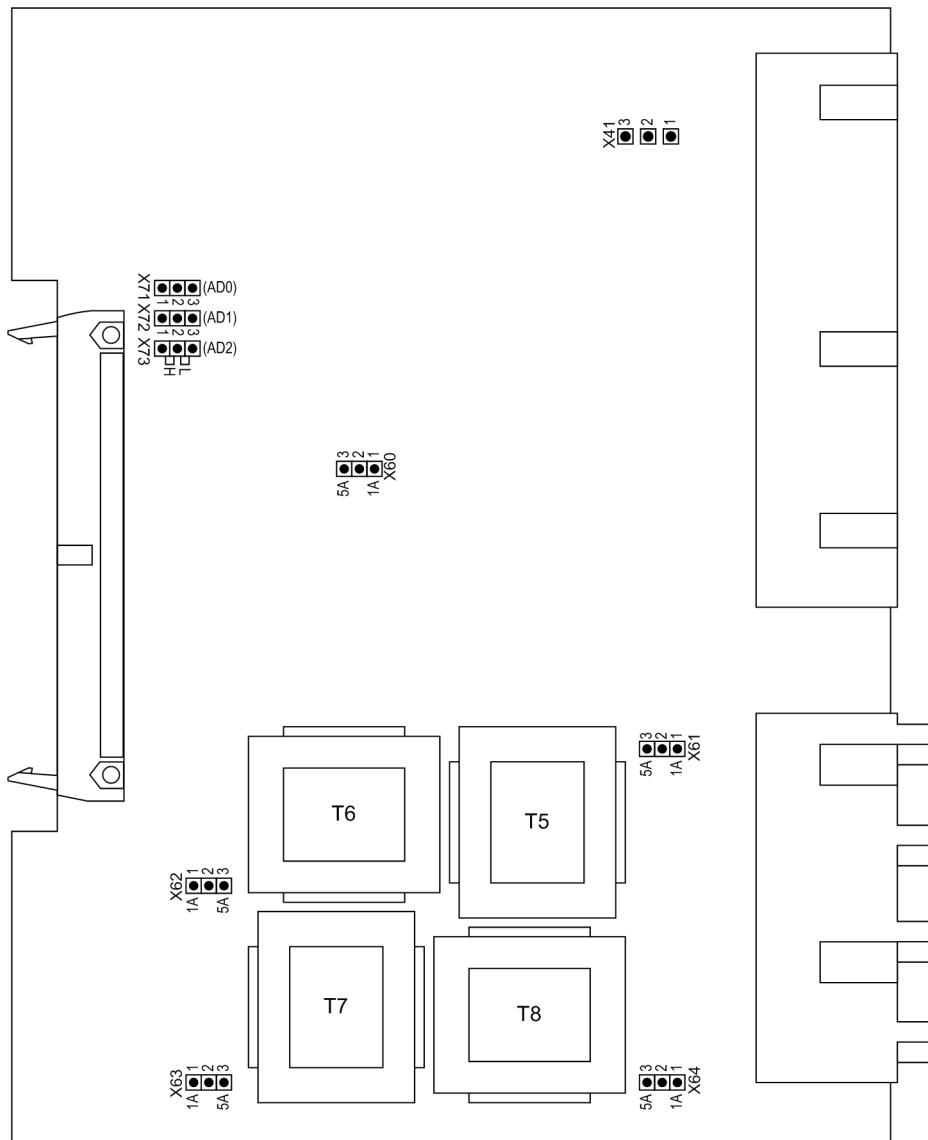 X41 3 2 1
X71 (AD0)
1 2 3
X72 (AD1)
1 2 3
X73 (AD2)
H L
3 2 1
5A 1A X60
3 2 1
5A 1A X61
T6
T5
X62 1 2 3
1A 5A
T7
T8
X63 1 2 3
1A 5A
3 2 1
5A 1A X64